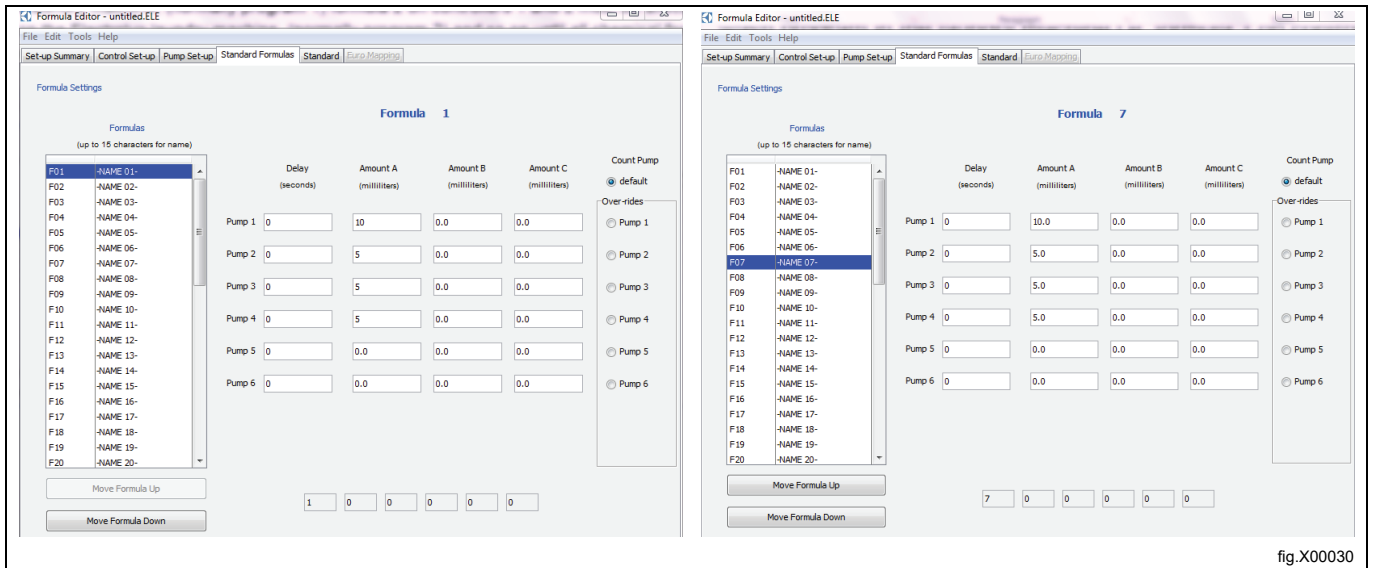 Formula Editor - untitled.ELE
File Edit Tools Help
Set-up Summary Control Set-up Pump Set-up Standard Formulas Standard Euro Mapping
Formula Settings
Formula 1
Formulas
(up to 15 characters for name)
Delay Amount A Amount B Amount C Count Pump
(seconds) (milliliters) (milliliters) (milliliters) default
Over-rides
F01 -NAME 01-
F02 -NAME 02-
F03 -NAME 03-
F04 -NAME 04-
F05 -NAME 05-
F06 -NAME 06-
F07 -NAME 07-
F08 -NAME 08-
F09 -NAME 09-
F10 -NAME 10-
F11 -NAME 11-
F12 -NAME 12-
F13 -NAME 13-
F14 -NAME 14-
F15 -NAME 15-
F16 -NAME 16-
F17 -NAME 17-
F18 -NAME 18-
F19 -NAME 19-
F20 -NAME 20-
Pump 1 0 10 0.0 0.0 Pump 1
Pump 2 0 5 0.0 0.0 Pump 2
Pump 3 0 5 0.0 0.0 Pump 3
Pump 4 0 5 0.0 0.0 Pump 4
Pump 5 0 0.0 0.0 0.0 Pump 5
Pump 6 0 0.0 0.0 0.0 Pump 6
Move Formula Up
Move Formula Down
1 0 0 0 0 0
Formula Editor - untitled.ELE
File Edit Tools Help
Set-up Summary Control Set-up Pump Set-up Standard Formulas Standard Euro Mapping
Formula Settings
Formula 7
Formulas
(up to 15 characters for name)
Delay Amount A Amount B Amount C Count Pump
(seconds) (milliliters) (milliliters) (milliliters) default
Over-rides
F01 -NAME 01-
F02 -NAME 02-
F03 -NAME 03-
F04 -NAME 04-
F05 -NAME 05-
F06 -NAME 06-
F07 -NAME 07-
F08 -NAME 08-
F09 -NAME 09-
F10 -NAME 10-
F11 -NAME 11-
F12 -NAME 12-
F13 -NAME 13-
F14 -NAME 14-
F15 -NAME 15-
F16 -NAME 16-
F17 -NAME 17-
F18 -NAME 18-
F19 -NAME 19-
F20 -NAME 20-
Pump 1 0 10.0 0.0 0.0 Pump 1
Pump 2 0 5.0 0.0 0.0 Pump 2
Pump 3 0 5.0 0.0 0.0 Pump 3
Pump 4 0 5.0 0.0 0.0 Pump 4
Pump 5 0 0.0 0.0 0.0 Pump 5
Pump 6 0 0.0 0.0 0.0 Pump 6
Move Formula Up
Move Formula Down
7 0 0 0 0 0
fig.X00030